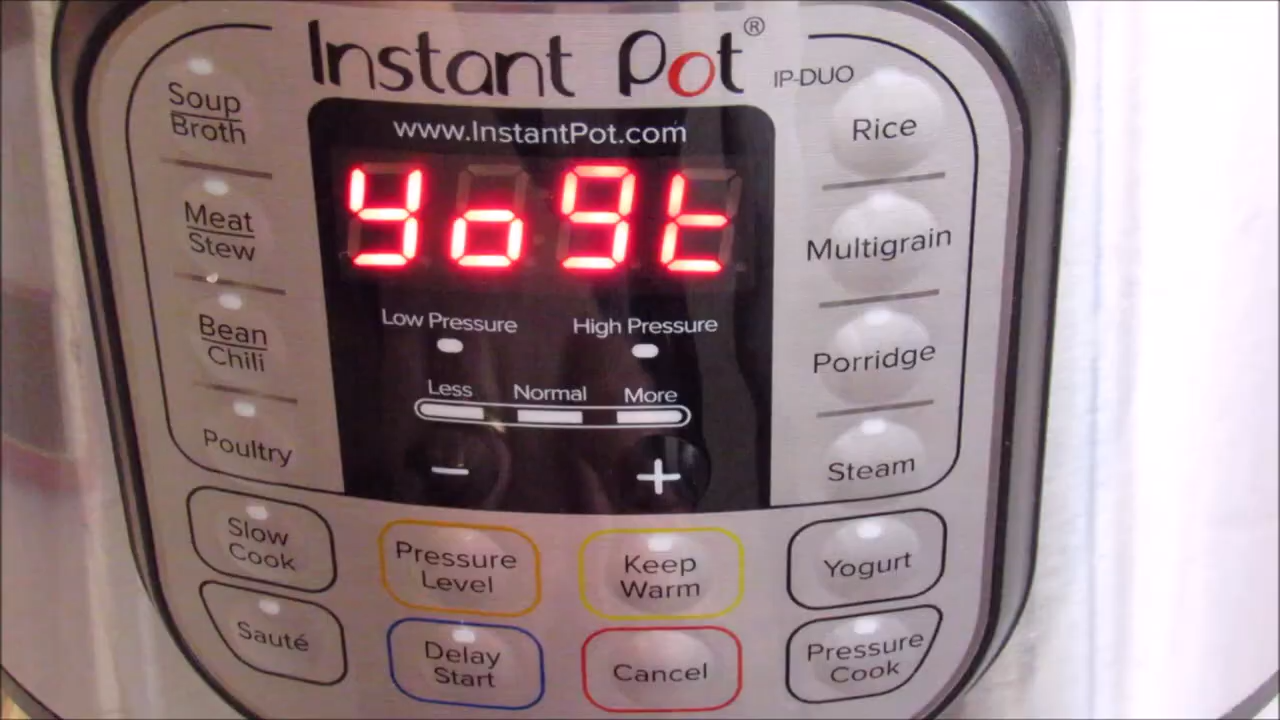 Instant Pot® IP-DUO
www.InstantPot.com
yogt
Soup
Broth
Meat
Stew
Bean
Chili
Poultry
Rice
Multigrain
Porridge
Steam
Low Pressure High Pressure
Less Normal More
− +
Slow
Cook
Pressure
Level
Keep
Warm
Yogurt
Sauté
Delay
Start
Cancel
Pressure
Cook